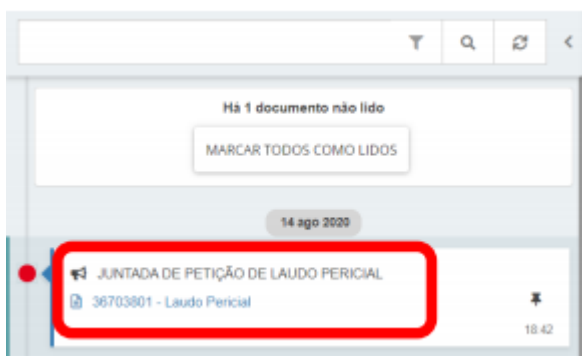 Há 1 documento não lido
MARCAR TODOS COMO LIDOS
14 ago 2020
JUNTADA DE PETIÇÃO DE LAUDO PERICIAL
36703801 - Laudo Pericial
18:42